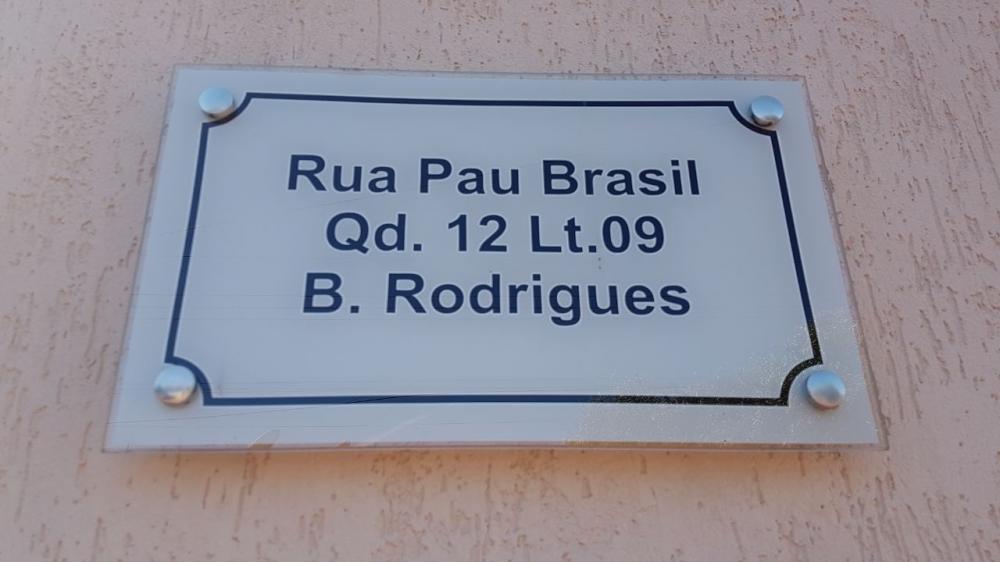 Rua Pau Brasil
Qd. 12 Lt.09
B. Rodrigues